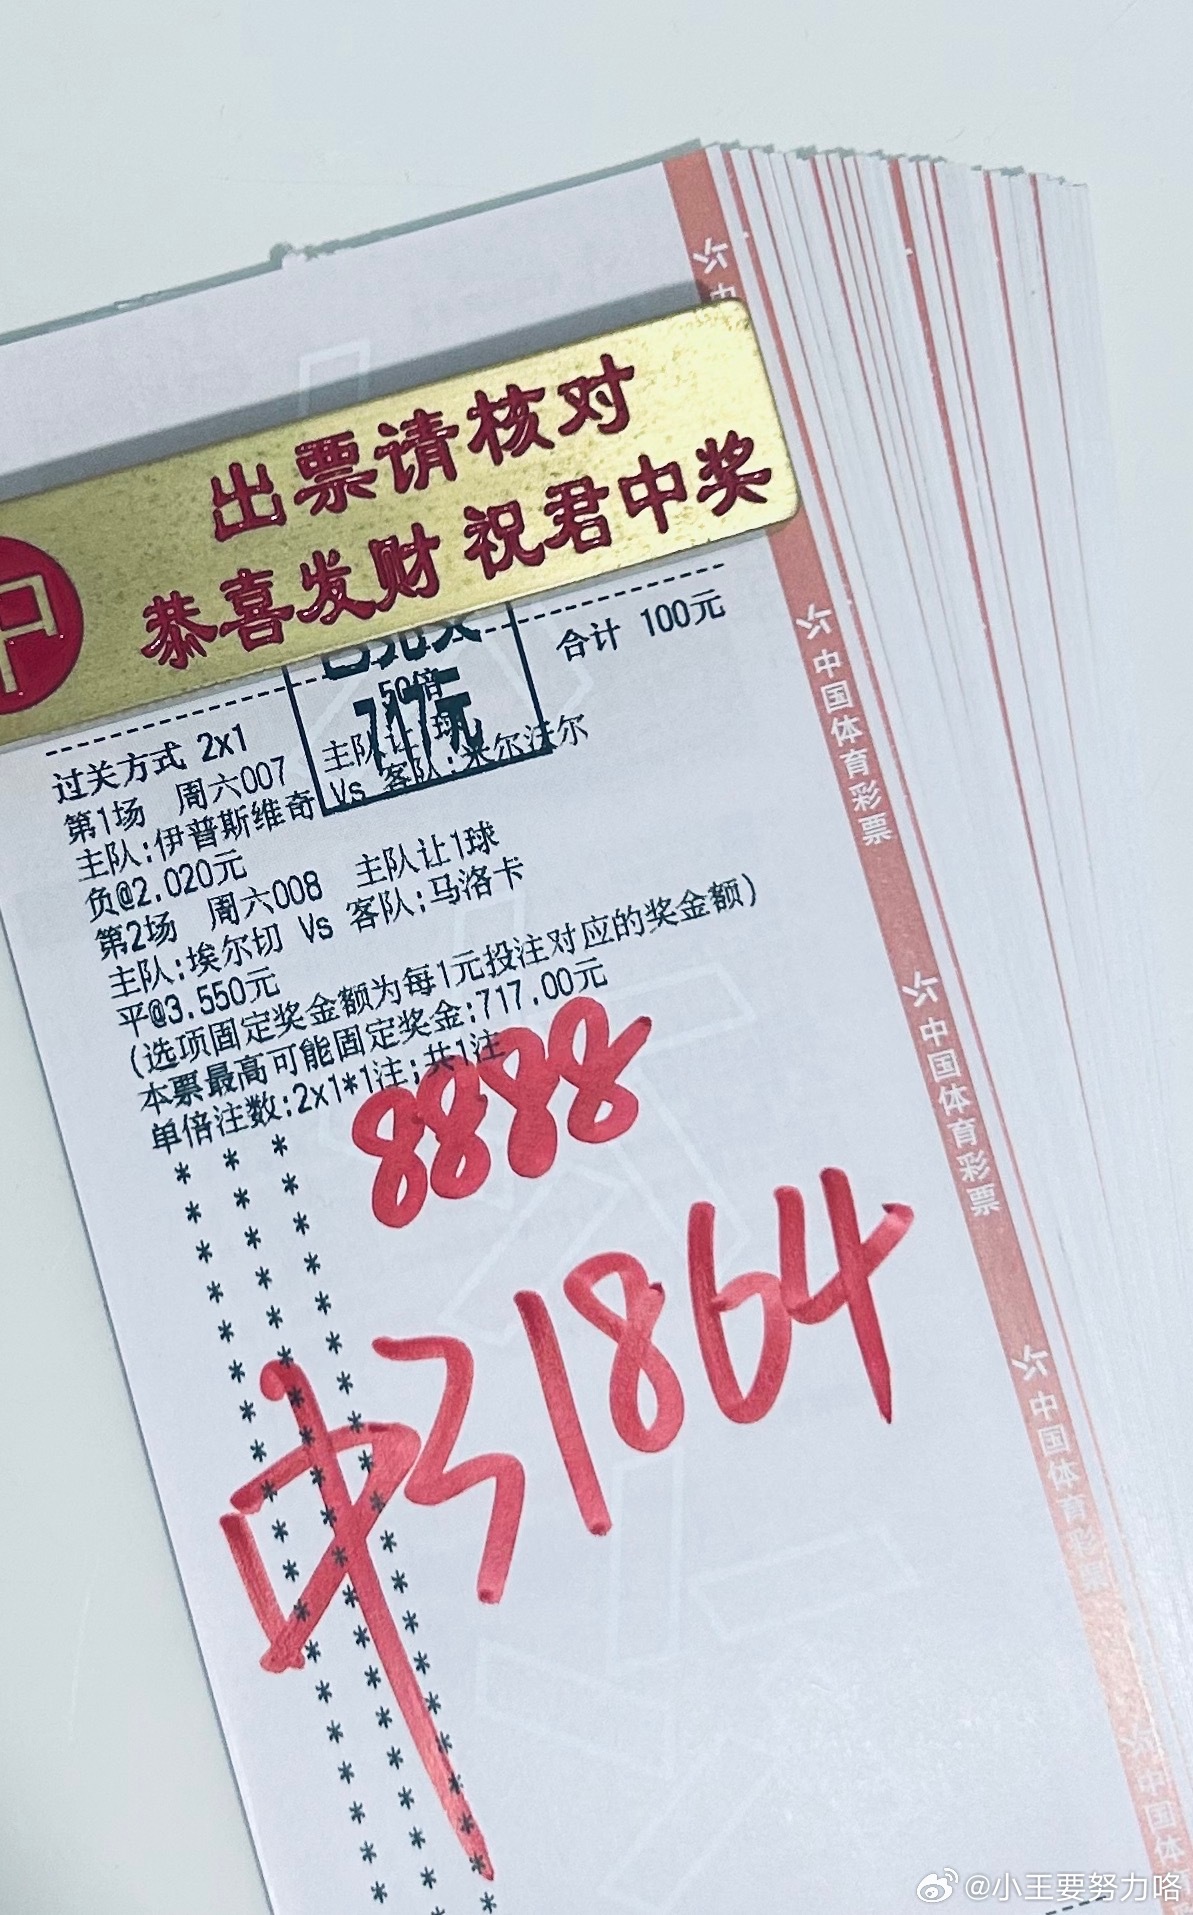 出票请核对
恭喜发财 祝君中奖
合计 100元
50倍
717元
过关方式 2x1
第1场 周六007 主队让1球
主队:伊普斯维奇 Vs 客队:米尔沃尔
负@2.020元
第2场 周六008 主队让1球
主队:埃尔切 Vs 客队:马洛卡
平@3.550元
(选项固定奖金额为每1元投注对应的奖金额)
本票最高可能固定奖金:717.00元
单倍注数:2x1*1注;共1注
8888
中31864
中国体育彩票
中国体育彩票
中国体育彩票
中国体
@小王要努力咯